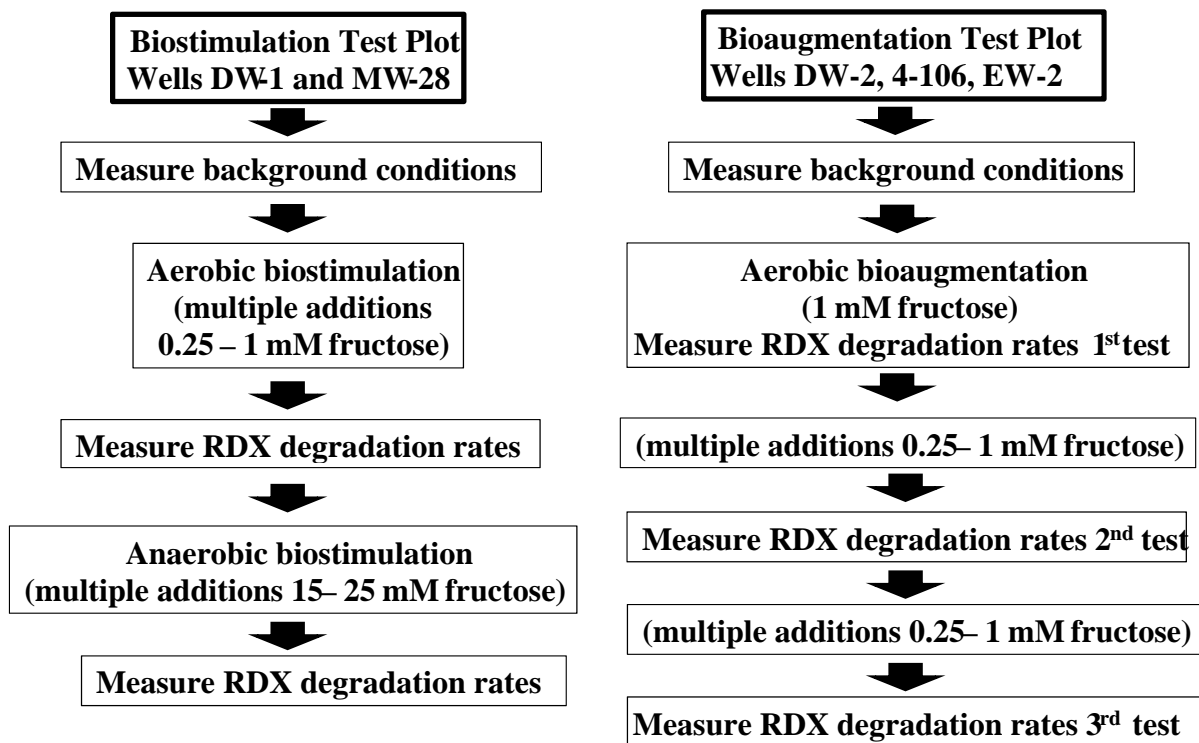 Biostimulation Test Plot
Wells DW-1 and MW-28
Measure background conditions
Aerobic biostimulation
(multiple additions
0.25 – 1 mM fructose)
Measure RDX degradation rates
Anaerobic biostimulation
(multiple additions 15– 25 mM fructose)
Measure RDX degradation rates
Bioaugmentation Test Plot
Wells DW-2, 4-106, EW-2
Measure background conditions
Aerobic bioaugmentation
(1 mM fructose)
Measure RDX degradation rates 1st test
(multiple additions 0.25– 1 mM fructose)
Measure RDX degradation rates 2nd test
(multiple additions 0.25– 1 mM fructose)
Measure RDX degradation rates 3rd test